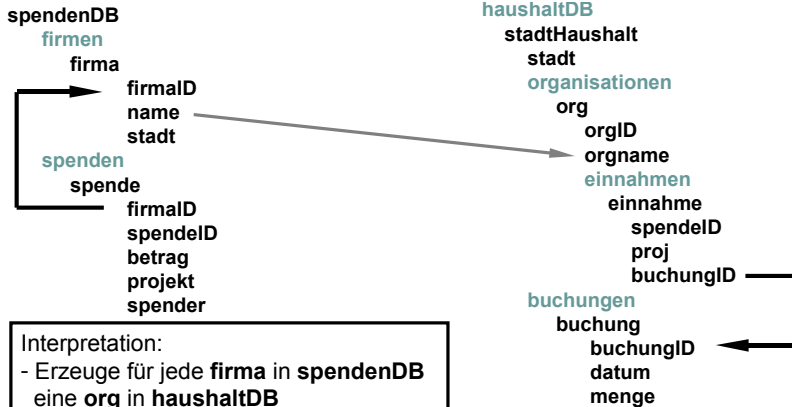 spendenDB
firmen
firma
firmaID
name
stadt
spenden
spende
firmaID
spendeID
betrag
projekt
spender
haushaltDB
stadtHaushalt
stadt
organisationen
org
orgID
orgname
einnahmen
einnahme
spendeID
proj
buchungID
buchungen
buchung
buchungID
datum
menge
Interpretation:
- Erzeuge für jede firma in spendenDB
eine org in haushaltDB